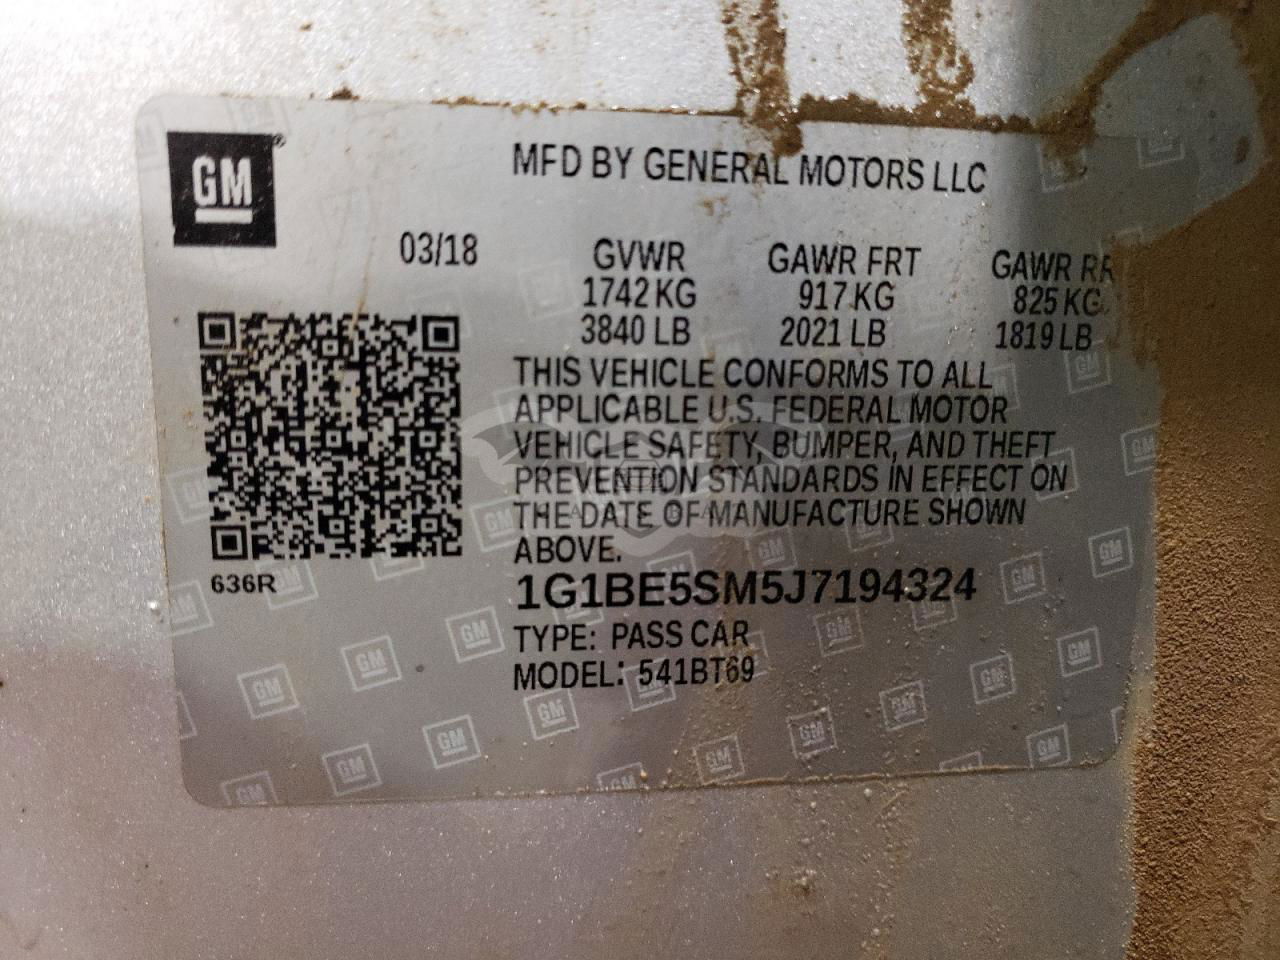 GM
MFD BY GENERAL MOTORS LLC
03/18
GVWR GAWR FRT GAWR RR
1742 KG 917 KG 825 KG
3840 LB 2021 LB 1819 LB
THIS VEHICLE CONFORMS TO ALL
APPLICABLE U.S. FEDERAL MOTOR
VEHICLE SAFETY, BUMPER, AND THEFT
PREVENTION STANDARDS IN EFFECT ON
THE DATE OF MANUFACTURE SHOWN
ABOVE.
636R
1G1BE5SM5J7194324
TYPE: PASS CAR
MODEL: 541BT69